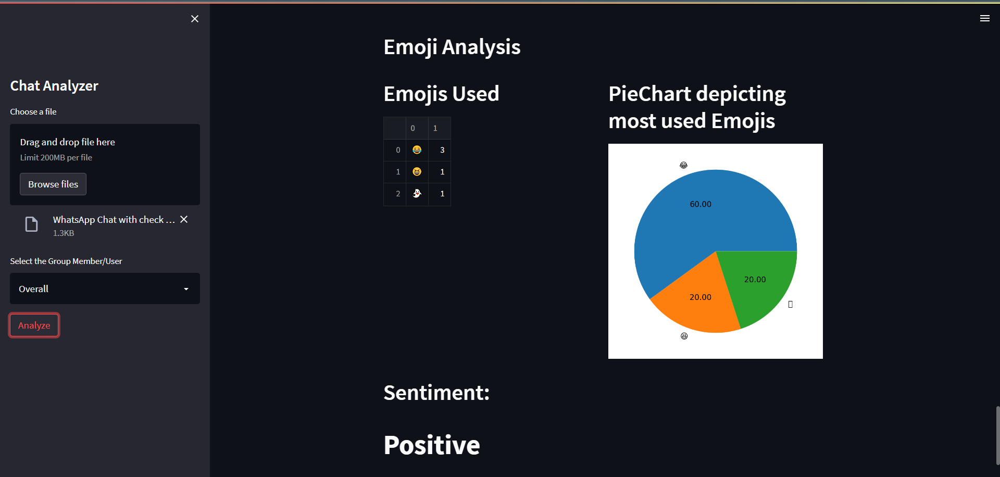 Chat Analyzer
Choose a file
Drag and drop file here
Limit 200MB per file
Browse files
WhatsApp Chat with check ...
1.3KB
Select the Group Member/User
Overall
Analyze
Emoji Analysis
Emojis Used
0 1
0 😂 3
1 😆 1
2 👻 1
PieChart depicting
most used Emojis
😂
60.00
20.00
20.00
😆
Sentiment:
Positive